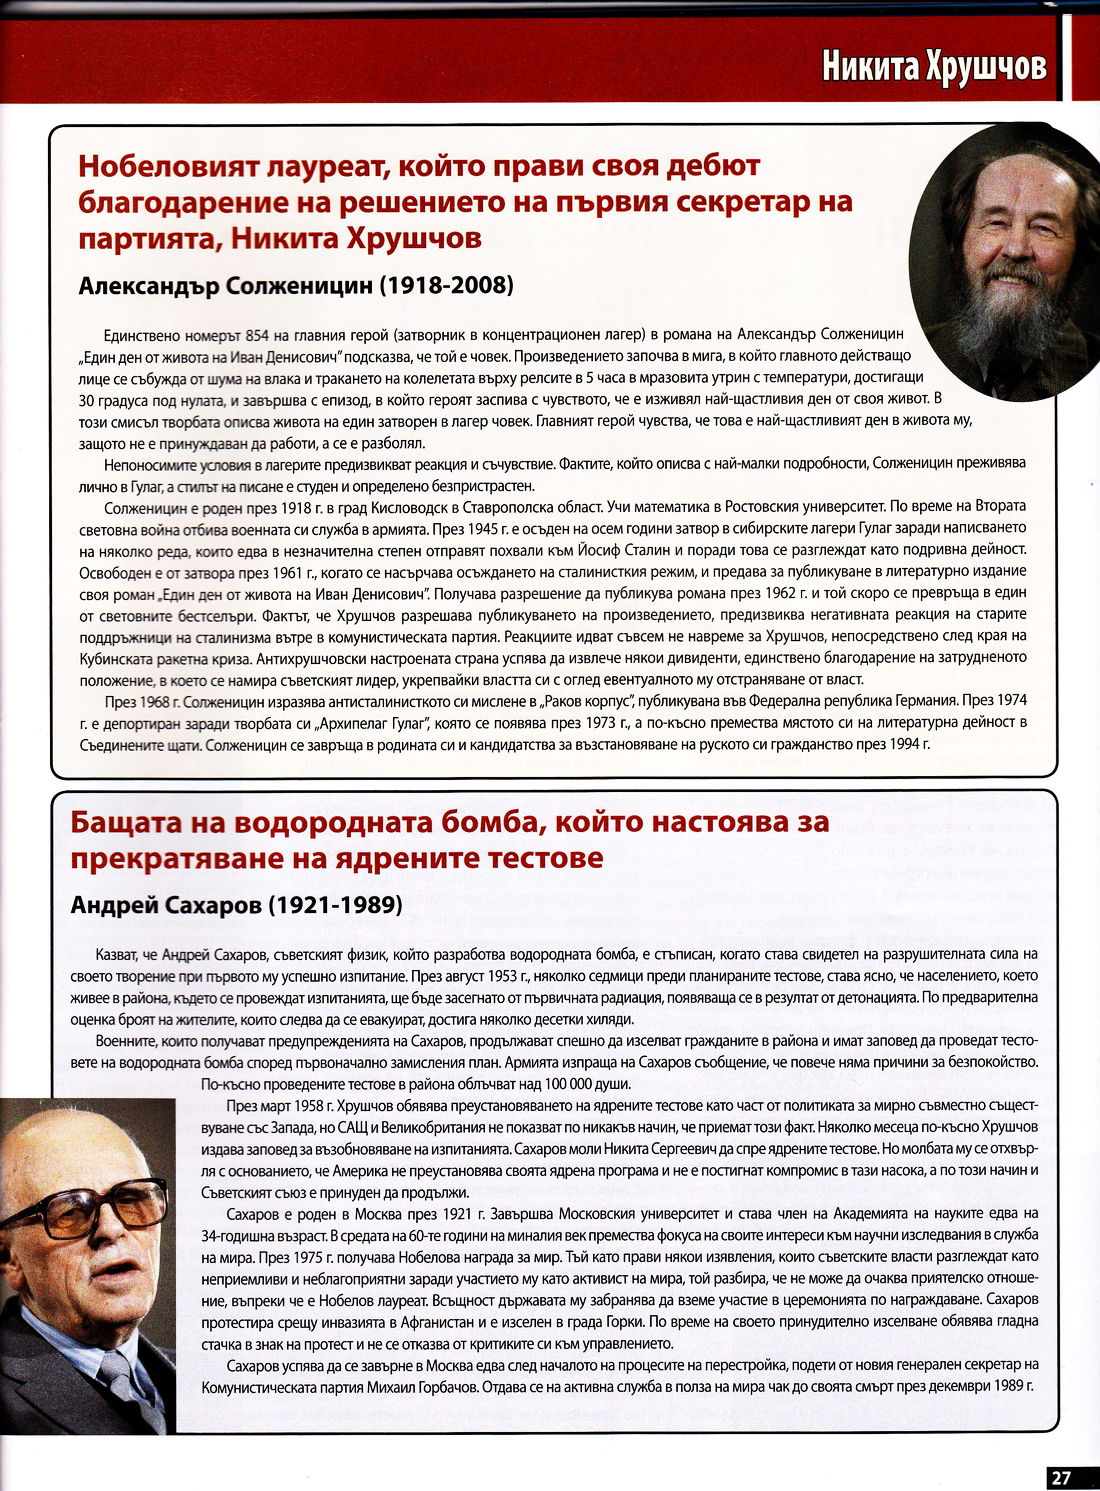 Никита Хрушчов
Нобеловият лауреат, който прави своя дебют
благодарение на решението на първия секретар на
партията, Никита Хрушчов
Александър Солженицин (1918-2008)
Единствено номерът 854 на главния герой (затворник в концентрационен лагер) в романа на Александър Солженицин
„Един ден от живота на Иван Денисович” подсказва, че той е човек. Произведението започва в мига, в който главното действащо
лице се събужда от шума на влака и тракането на колелетата върху релсите в 5 часа в мразовита утрин с температури, достигащи
30 градуса под нулата, и завършва с епизод, в който героят заспива с чувството, че е изживял най-щастливия ден от своя живот. В
този смисъл творбата описва живота на един затворен в лагер човек. Главният герой чувства, че това е най-щастливият ден в живота му,
защото не е принуждаван да работи, а се е разболял.
Непоносимите условия в лагерите предизвикват реакция и съчувствие. Фактите, който описва с най-малки подробности, Солженицин преживява
лично в Гулаг, а стилът на писане е студен и определено безпристрастен.
Солженицин е роден през 1918 г. в град Кисловодск в Ставрополска област. Учи математика в Ростовския университет. По време на Втората
световна война отбива военната си служба в армията. През 1945 г. е осъден на осем години затвор в сибирските лагери Гулаг заради написването
на няколко реда, които едва в незначителна степен отправят похвали към Йосиф Сталин и поради това се разглеждат като подривна дейност.
Освободен е от затвора през 1961 г., когато се насърчава осъждането на сталинисткия режим, и предава за публикуване в литературно издание
своя роман „Един ден от живота на Иван Денисович”. Получава разрешение да публикува романа през 1962 г. и той скоро се превръща в един
от световните бестселъри. Фактът, че Хрушчов разрешава публикуването на произведението, предизвиква негативната реакция на старите
поддръжници на сталинизма вътре в комунистическата партия. Реакциите идват съвсем не навреме за Хрушчов, непосредствено след края на
Кубинската ракетна криза. Антихрушчовски настроената страна успява да извлече някои дивиденти, единствено благодарение на затрудненото
положение, в което се намира съветският лидер, укрепвайки властта си с оглед евентуалното му отстраняване от власт.
През 1968 г. Солженицин изразява антисталинисткото си мислене в „Раков корпус”, публикувана във Федерална република Германия. През 1974
г. е депортиран заради творбата си „Архипелаг Гулаг”, която се появява през 1973 г., а по-късно премества мястото си на литературна дейност в
Съединените щати. Солженицин се завръща в родината си и кандидатства за възстановяване на руското си гражданство през 1994 г.
Бащата на водородната бомба, който настоява за
прекратяване на ядрените тестове
Андрей Сахаров (1921-1989)
Казват, че Андрей Сахаров, съветският физик, който разработва водородната бомба, е стъписан, когато става свидетел на разрушителната сила на
своето творение при първото му успешно изпитание. През август 1953 г., няколко седмици преди планираните тестове, става ясно, че населението, което
живее в района, където се провеждат изпитанията, ще бъде засегнато от първичната радиация, появяваща се в резултат от детонацията. По предварителна
оценка броят на жителите, които следва да се евакуират, достига няколко десетки хиляди.
Военните, които получават предупрежденията на Сахаров, продължават спешно да изселват гражданите в района и имат заповед да проведат тесто-
вете на водородната бомба според първоначално замисления план. Армията изпраща на Сахаров съобщение, че повече няма причини за безпокойство.
По-късно проведените тестове в района облъчват над 100 000 души.
През март 1958 г. Хрушчов обявява преустановяването на ядрените тестове като част от политиката за мирно съвместно същест-
вуване със Запада, но САЩ и Великобритания не показват по никакъв начин, че приемат този факт. Няколко месеца по-късно Хрушчов
издава заповед за възобновяване на изпитанията. Сахаров моли Никита Сергеевич да спре ядрените тестове. Но молбата му се отхвър-
ля с основанието, че Америка не преустановява своята ядрена програма и не е постигнат компромис в тази насока, а по този начин и
Съветският съюз е принуден да продължи.
Сахаров е роден в Москва през 1921 г. Завършва Московския университет и става член на Академията на науките едва на
34-годишна възраст. В средата на 60-те години на миналия век премества фокуса на своите интереси към научни изследвания в служба
на мира. През 1975 г. получава Нобелова награда за мир. Тъй като прави някои изявления, които съветските власти разглеждат като
неприемливи и неблагоприятни заради участието му като активист на мира, той разбира, че не може да очаква приятелско отноше-
ние, въпреки че е Нобелов лауреат. Всъщност държавата му забранява да вземе участие в церемонията по награждаване. Сахаров
протестира срещу инвазията в Афганистан и е изселен в града Горки. По време на своето принудително изселване обявява гладна
стачка в знак на протест и не се отказва от критиките си към управлението.
Сахаров успява да се завърне в Москва едва след началото на процесите на перестройка, подети от новия генерален секретар на
Комунистическата партия Михаил Горбачов. Отдава се на активна служба в полза на мира чак до своята смърт през декември 1989 г.
27